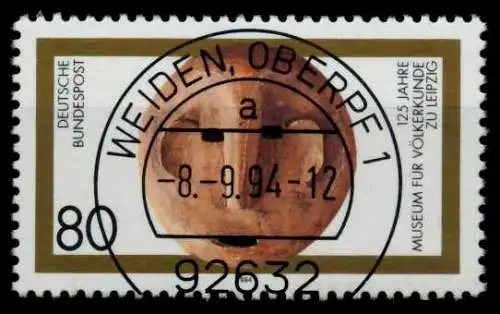 DEUTSCHE
BUNDESPOST
80
WEIDEN, OBERPF 1
a
-8.-9.94-12
92632
125 JAHRE
MUSEUM FÜR VÖLKERKUNDE
ZU LEIPZIG